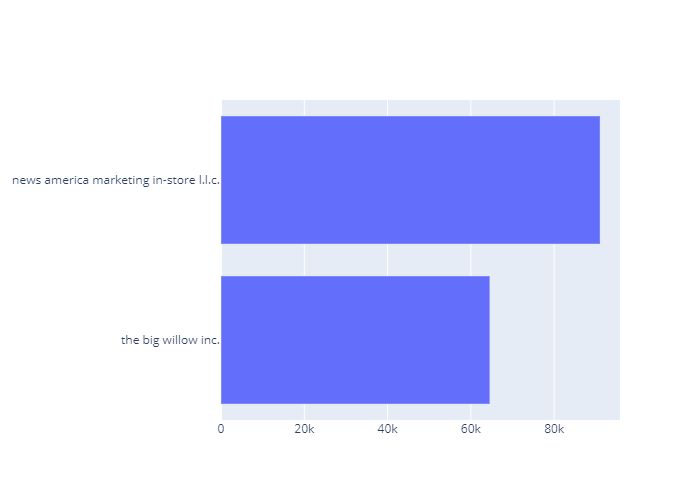 news america marketing in-store l.l.c.
the big willow inc.
0 20k 40k 60k 80k